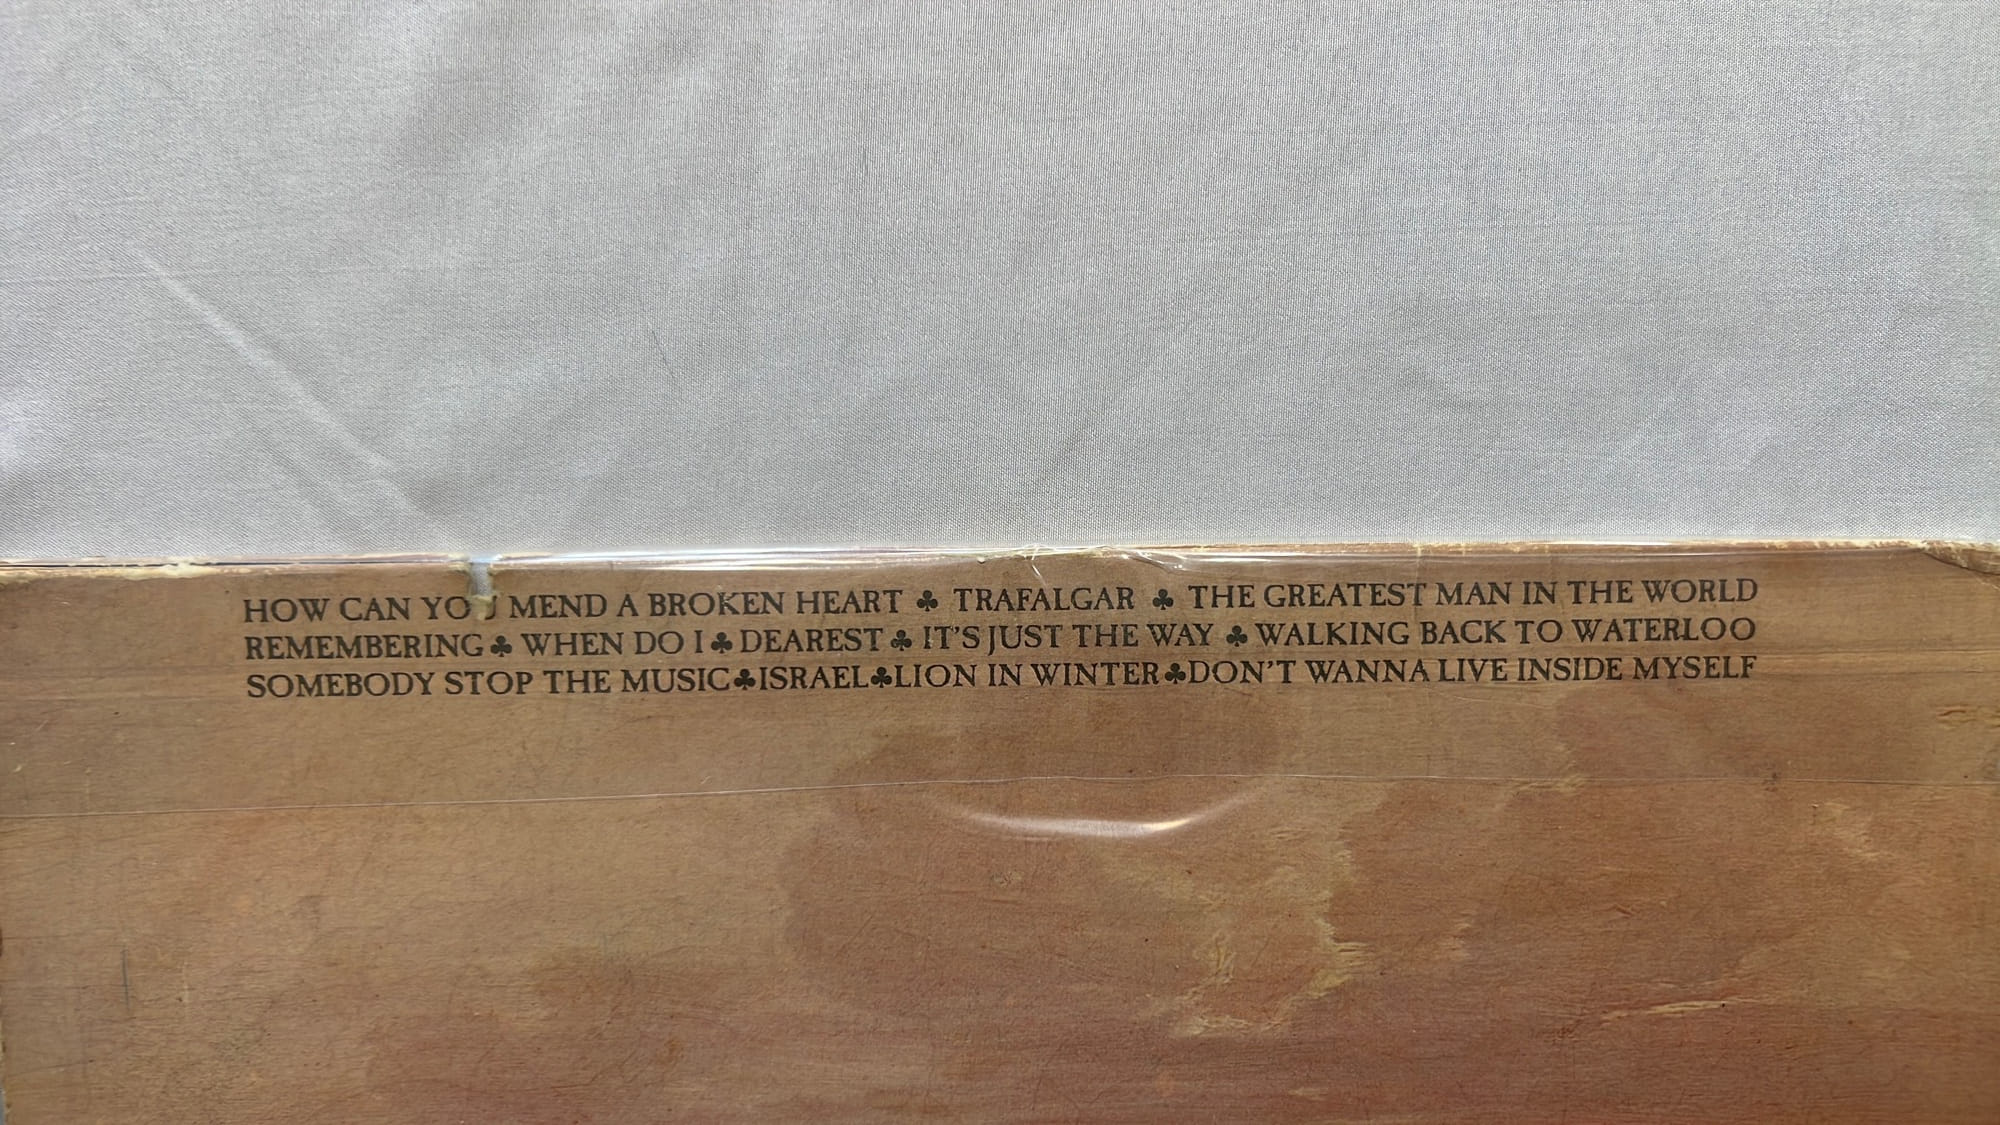 HOW CAN YOU MEND A BROKEN HEART ♣ TRAFALGAR ♣ THE GREATEST MAN IN THE WORLD
REMEMBERING ♣ WHEN DO I ♣ DEAREST ♣ IT'S JUST THE WAY ♣ WALKING BACK TO WATERLOO
SOMEBODY STOP THE MUSIC ♣ ISRAEL ♣ LION IN WINTER ♣ DON'T WANNA LIVE INSIDE MYSELF